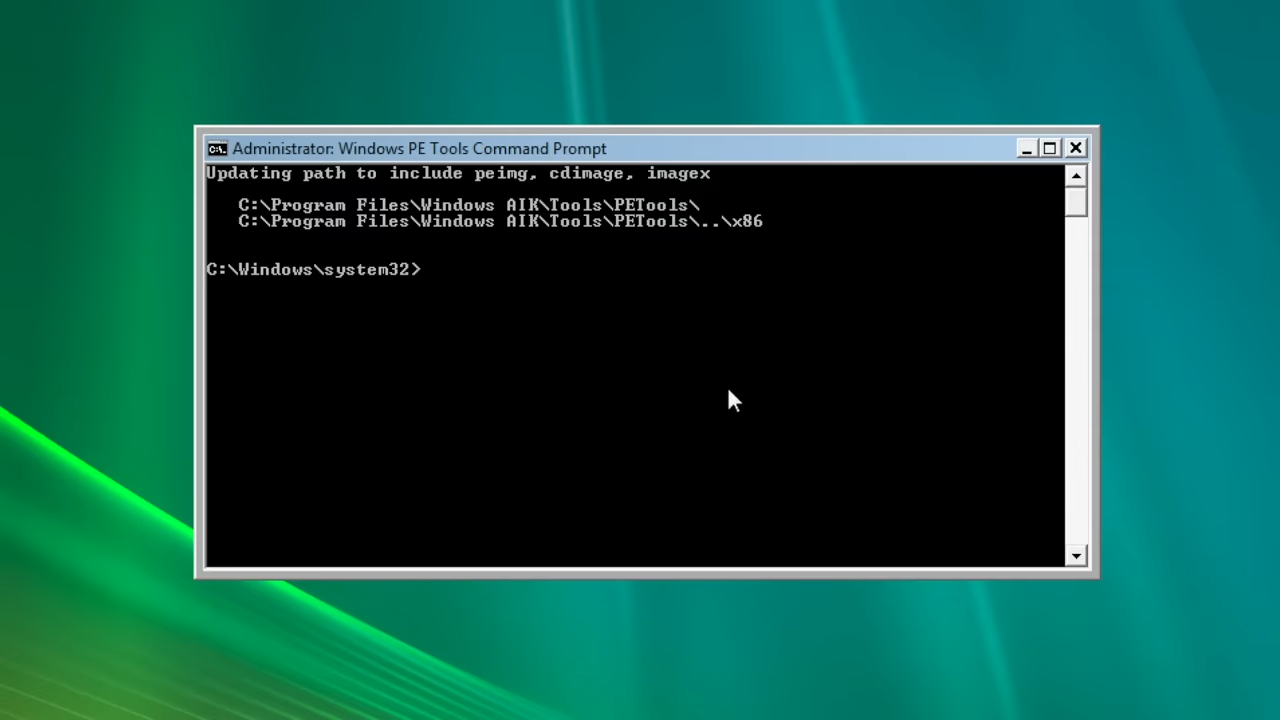 Administrator: Windows PE Tools Command Prompt
Updating path to include peimg, cdimage, imagex
C:\Program Files\Windows AIK\Tools\PETools\
C:\Program Files\Windows AIK\Tools\PETools\..\x86
C:\Windows\system32>